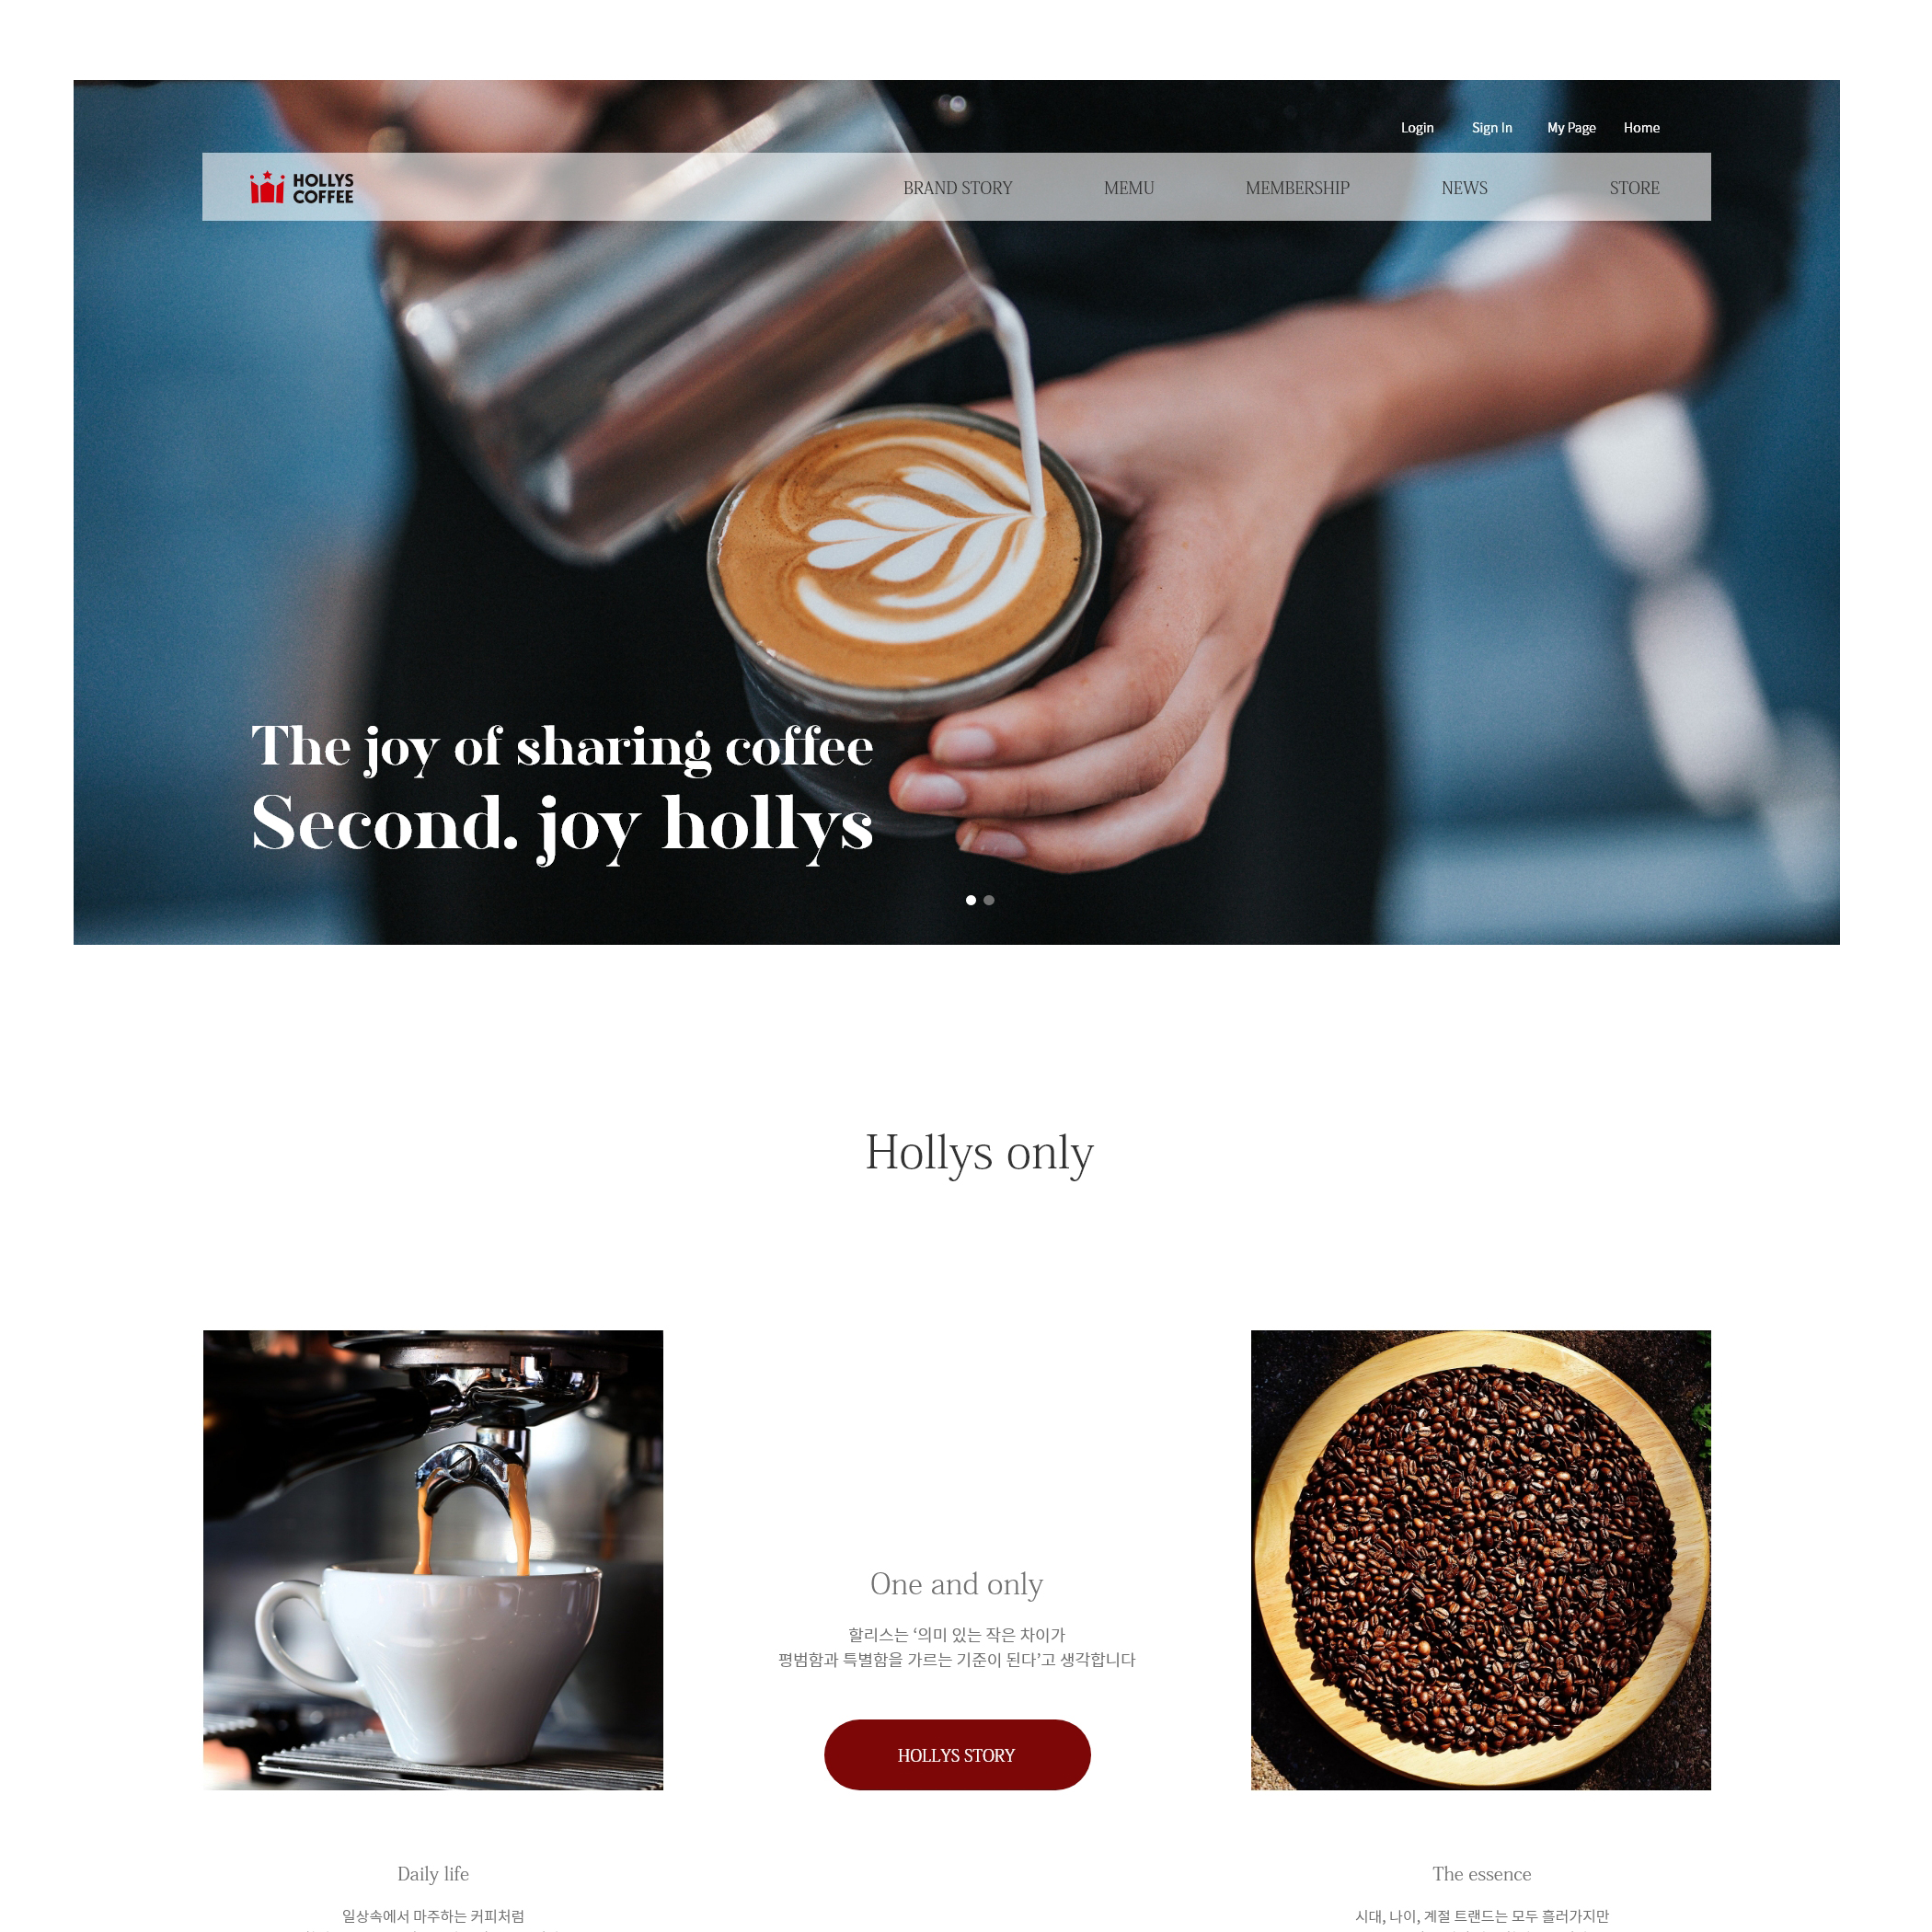 Login Sign In My Page Home
HOLLYS
COFFEE
BRAND STORY MEMU MEMBERSHIP NEWS STORE
The joy of sharing coffee
Second. joy hollys
Hollys only
One and only
할리스는 ‘의미 있는 작은 차이가
평범함과 특별함을 가르는 기준이 된다’고 생각합니다
HOLLYS STORY
Daily life
일상속에서 마주하는 커피처럼
The essence
시대, 나이, 계절 트랜드는 모두 흘러가지만